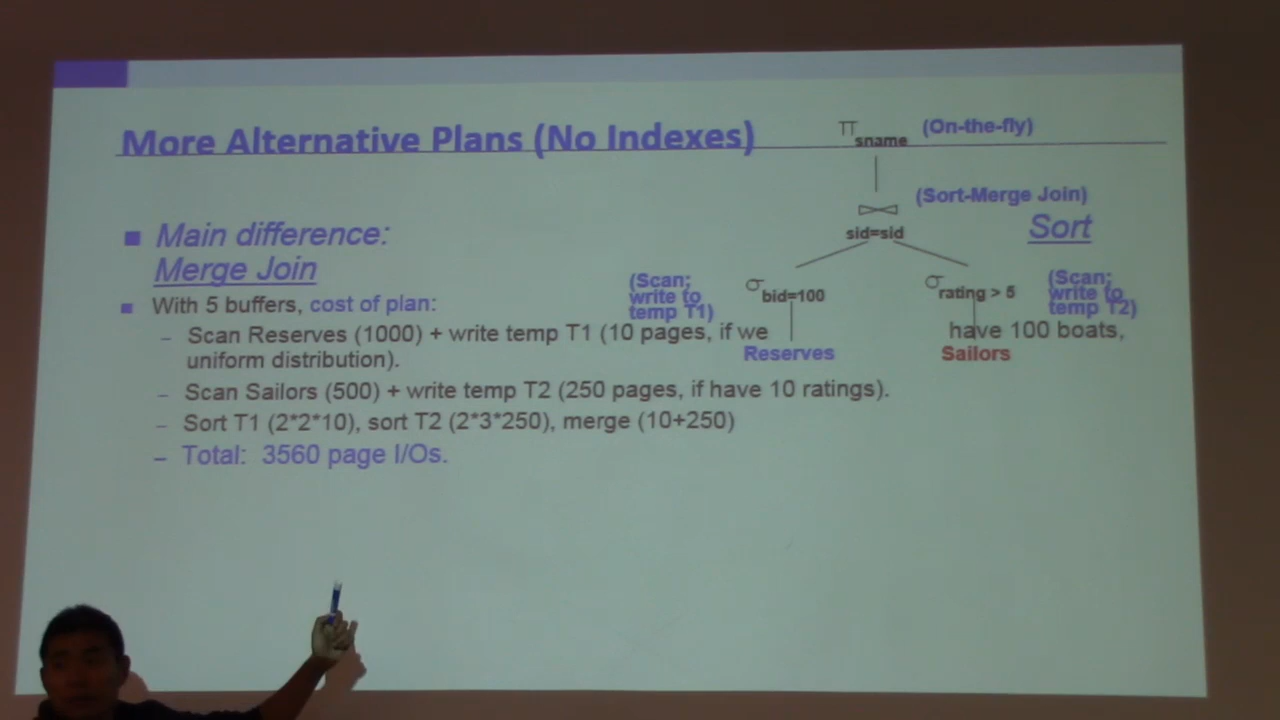 More Alternative Plans (No Indexes)
π sname (On-the-fly)
(Sort-Merge Join)
⋈ sid=sid
Sort
■ Main difference:
Merge Join
(Scan;
write to
temp T1)
σ bid=100
σ rating > 5
(Scan;
write to
temp T2)
Reserves
Sailors
■ With 5 buffers, cost of plan:
– Scan Reserves (1000) + write temp T1 (10 pages, if we have 100 boats,
uniform distribution).
– Scan Sailors (500) + write temp T2 (250 pages, if have 10 ratings).
– Sort T1 (2*2*10), sort T2 (2*3*250), merge (10+250)
– Total: 3560 page I/Os.